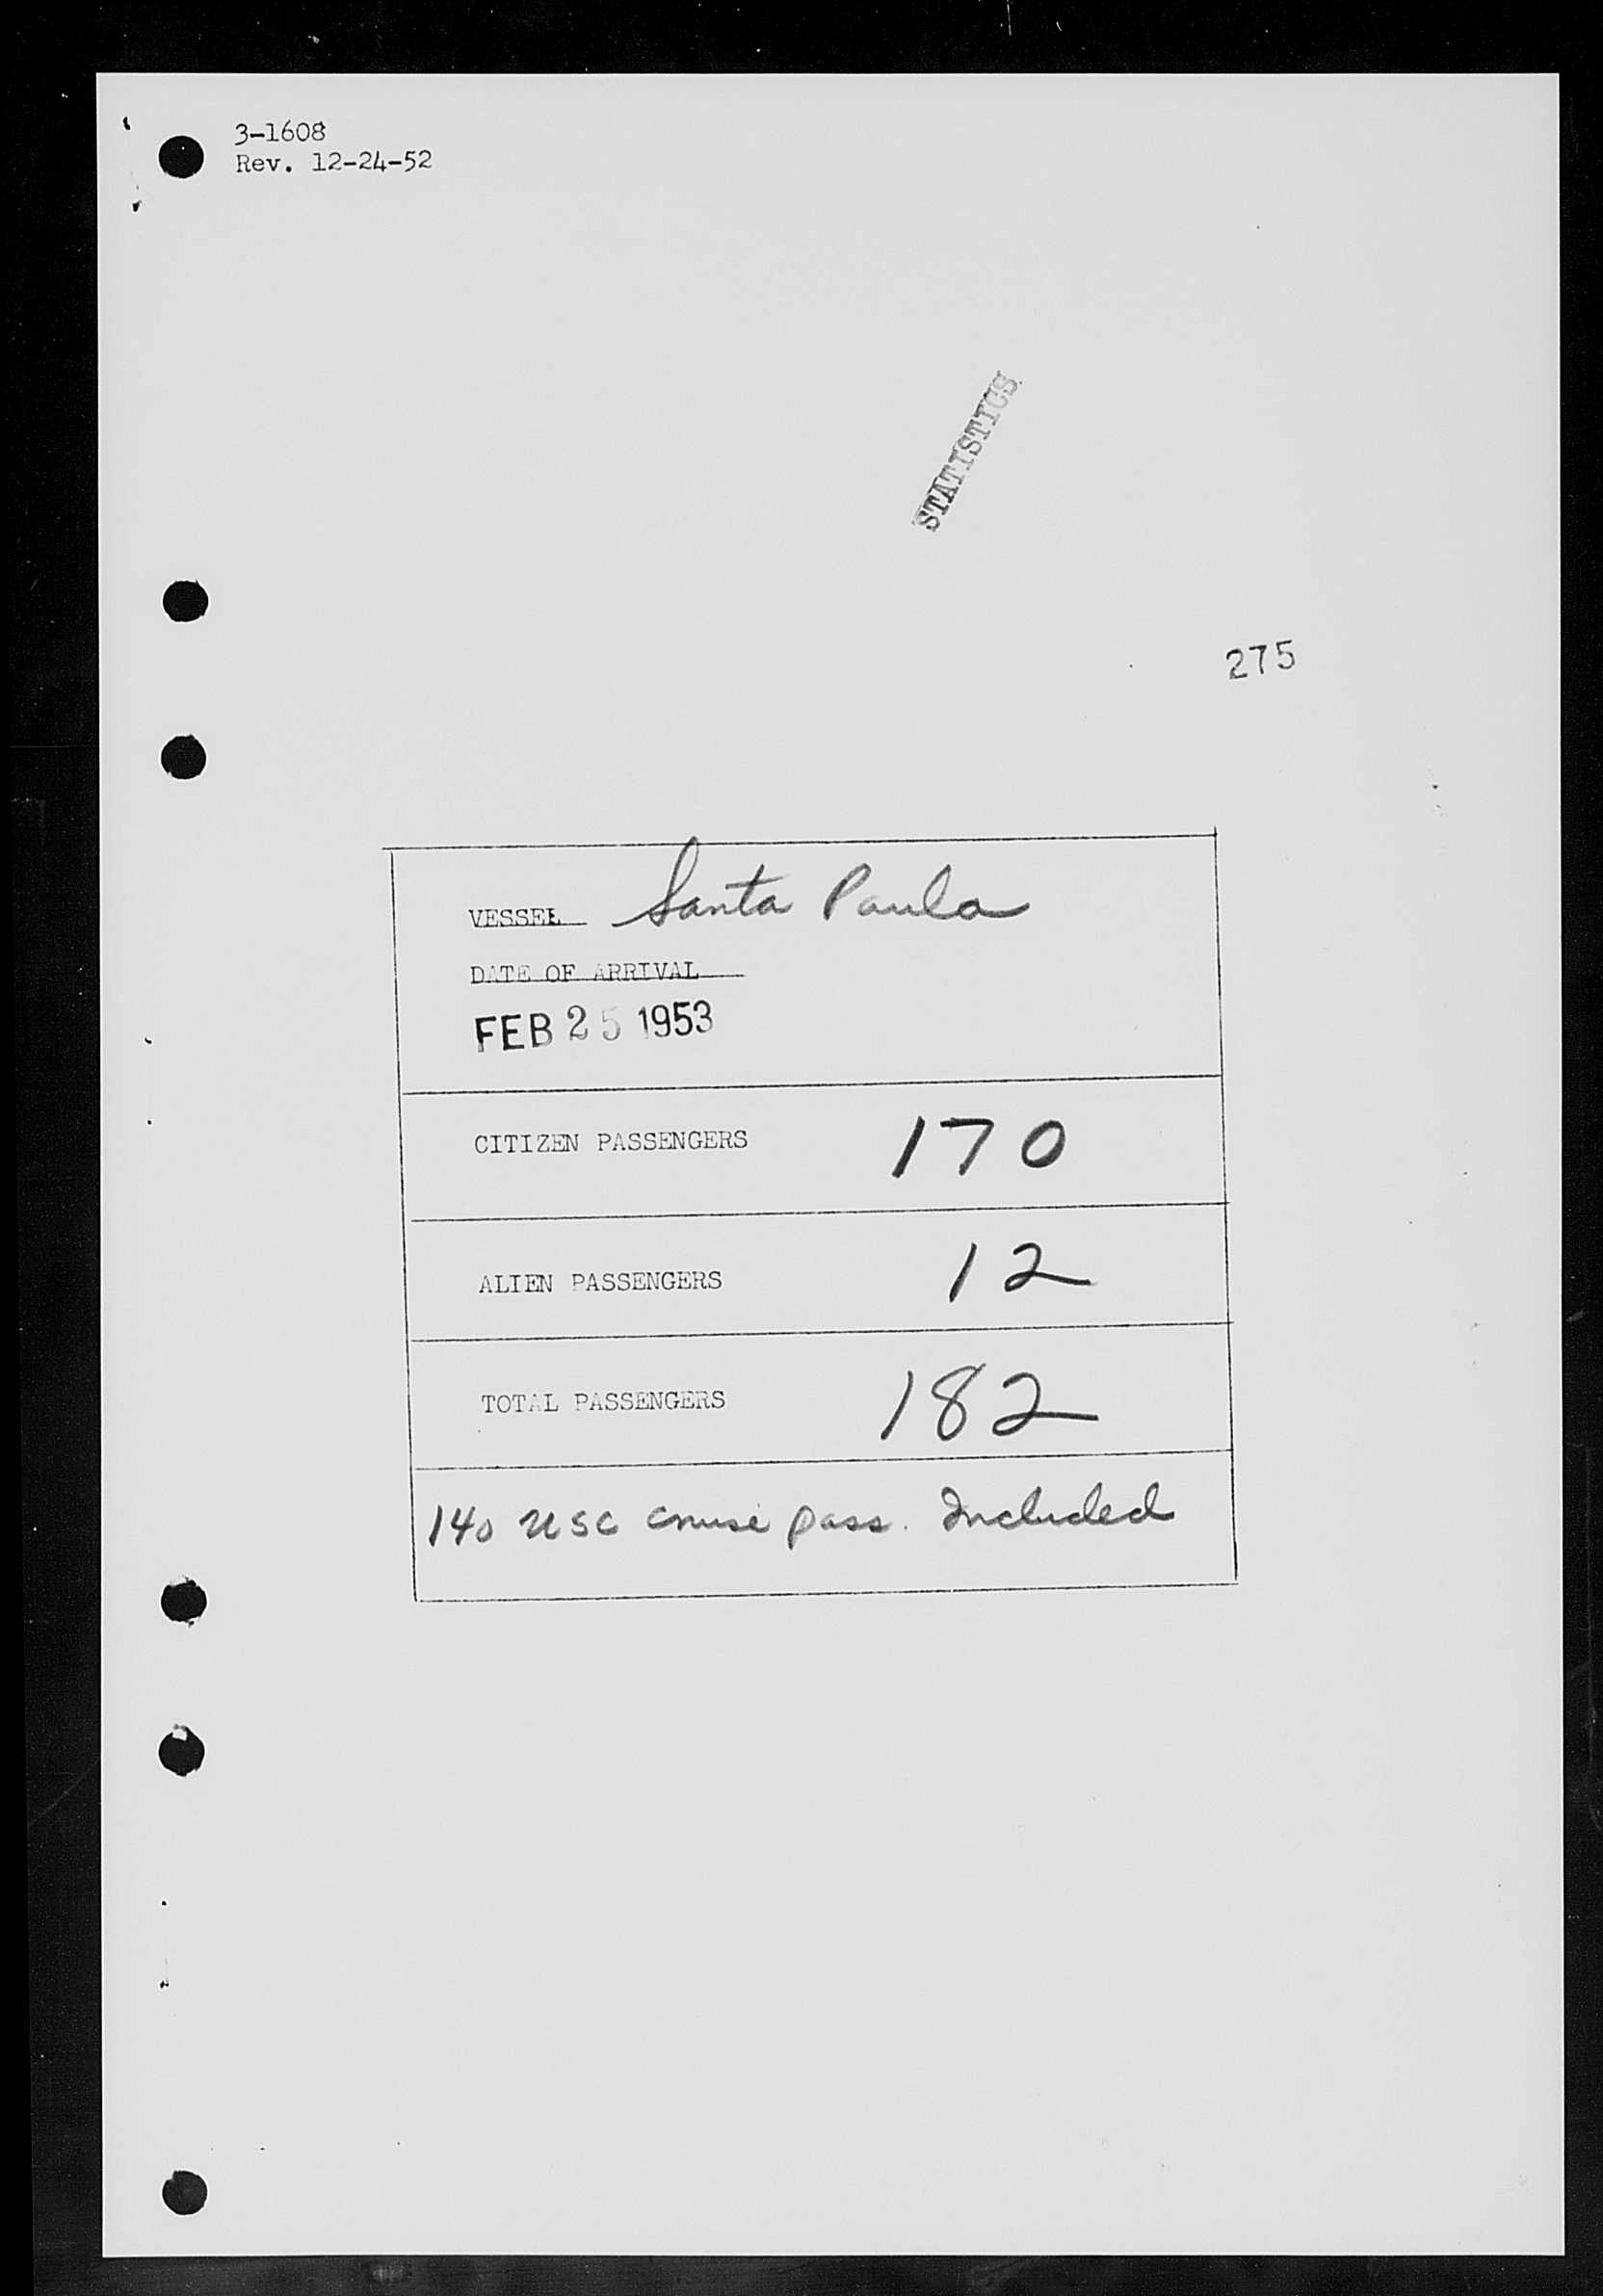 3-1608
Rev. 12-24-52
STATISTICS
275
VESSEL Santa Paula
DATE OF ARRIVAL
FEB 25 1953
CITIZEN PASSENGERS 170
ALIEN PASSENGERS 12
TOTAL PASSENGERS 182
140 USC Cruise pass. Included